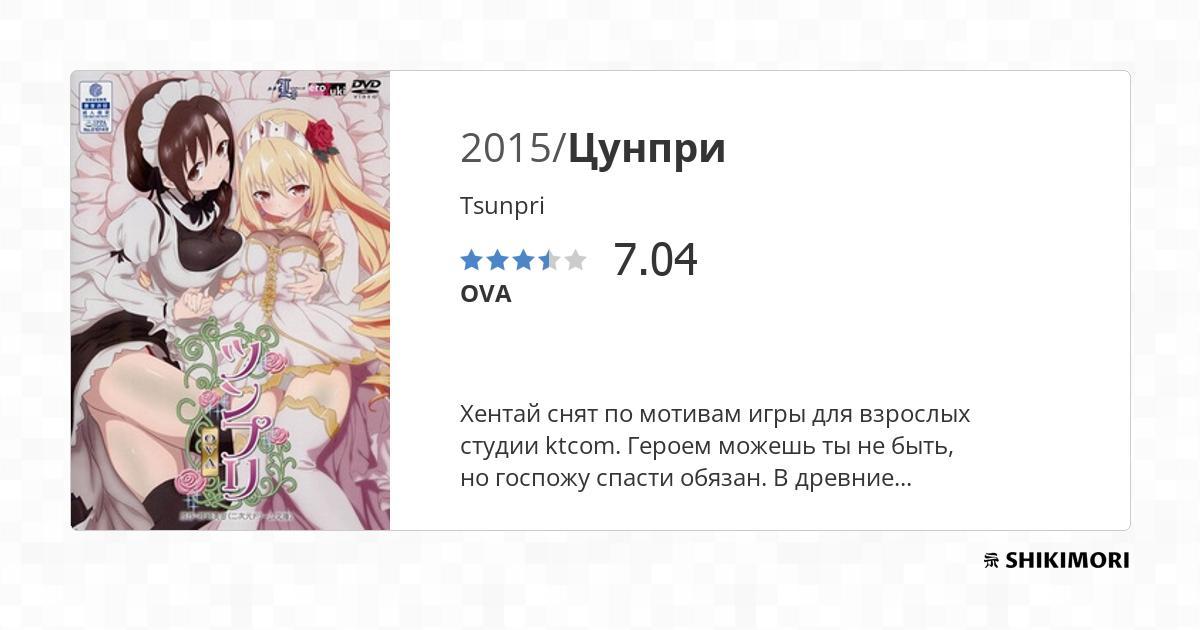 DVD
VIDEO
2015/Цунпри
Tsunpri
7.04
OVA
Хентай снят по мотивам игры для взрослых
студии ktcom. Героем можешь ты не быть,
но госпожу спасти обязан. В древние...
ツンプリ
OVA
SHIKIMORI